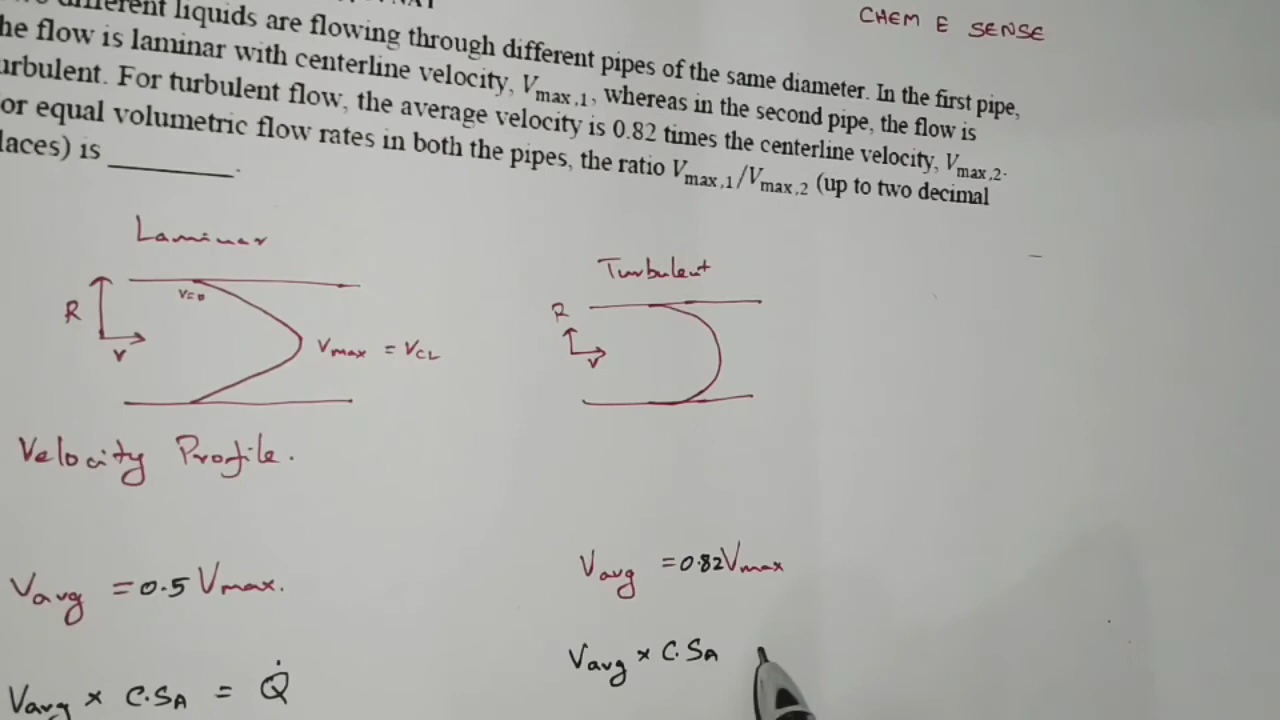 CHEM E SENSE
different liquids are flowing through different pipes of the same diameter. In the first pipe,
he flow is laminar with centerline velocity, Vmax,1, whereas in the second pipe, the flow is
urbulent. For turbulent flow, the average velocity is 0.82 times the centerline velocity, Vmax,2.
or equal volumetric flow rates in both the pipes, the ratio Vmax,1/Vmax,2 (up to two decimal
laces) is ________.
Laminar
Turbulent
V=0
R
R
Vmax = VCL
V
V
Velocity Profile.
Vavg = 0.82Vmax
Vavg = 0.5 Vmax.
Vavg × C.SA
Vavg × C.SA = Q̇